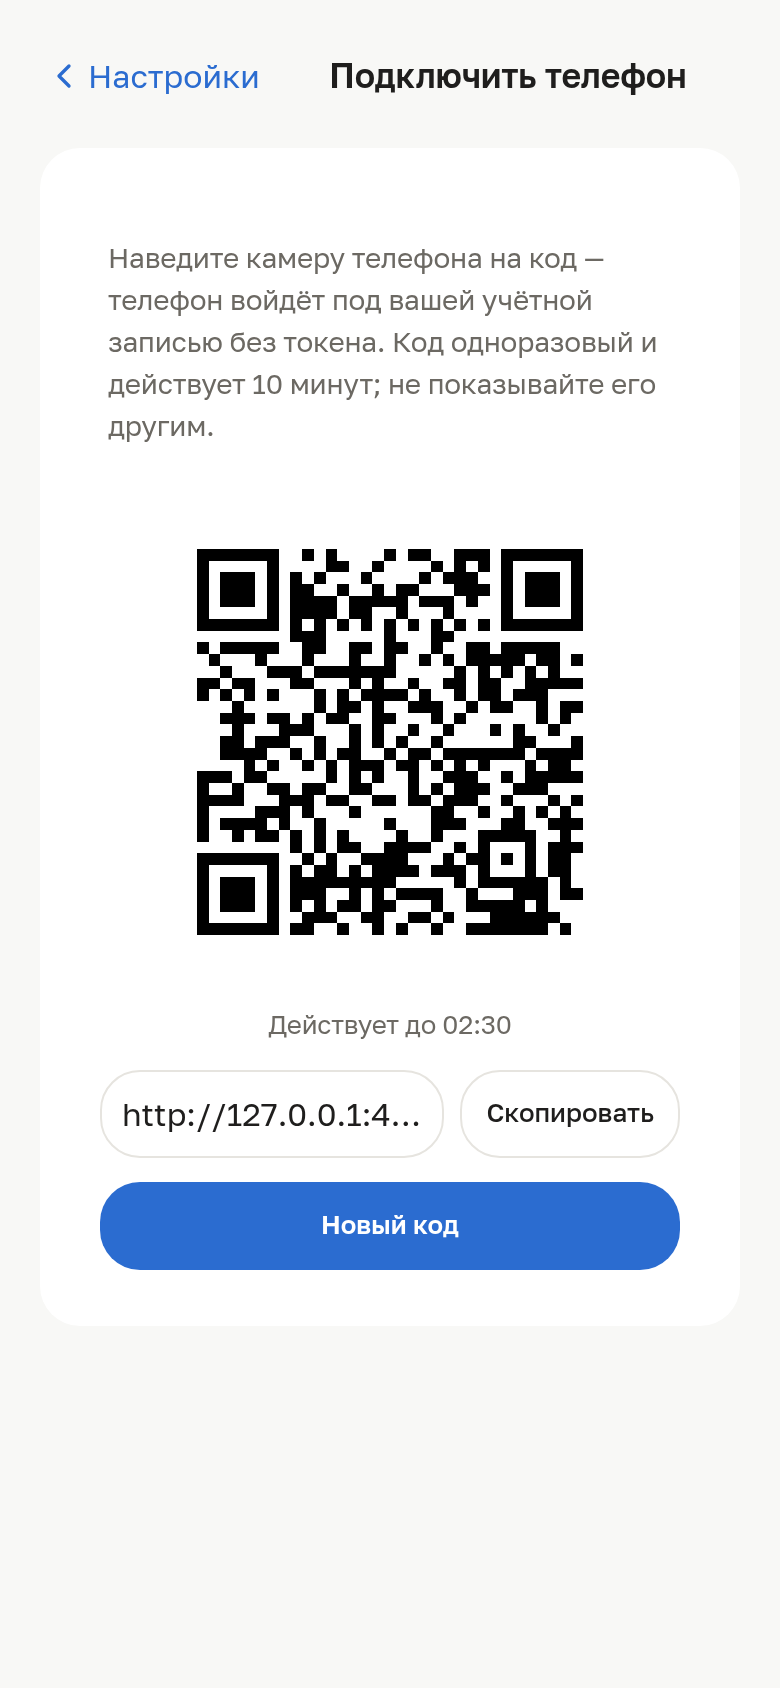 Настройки
Подключить телефон
Наведите камеру телефона на код —
телефон войдёт под вашей учётной
записью без токена. Код одноразовый и
действует 10 минут; не показывайте его
другим.
Действует до 02:30
http://127.0.0.1:4...
Скопировать
Новый код